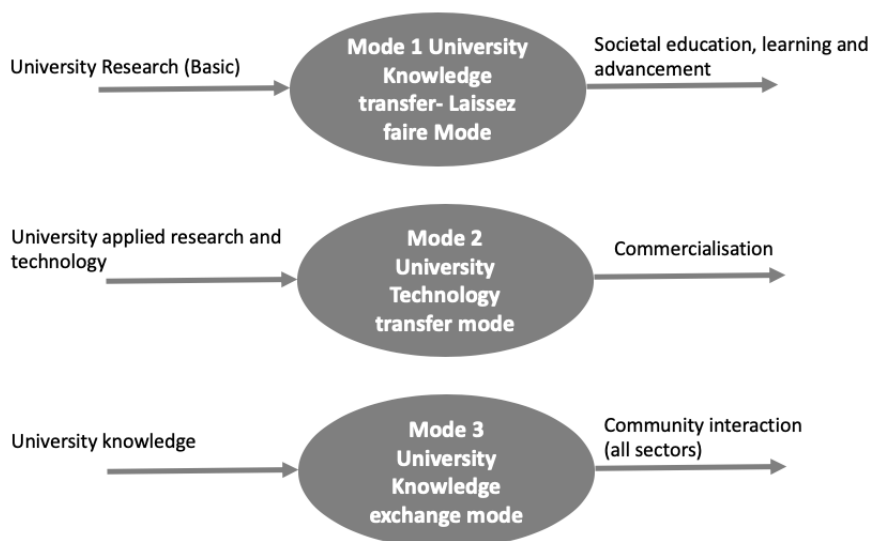 University Research (Basic)
Mode 1 University
Knowledge
transfer- Laissez
faire Mode
Societal education, learning and
advancement
University applied research and
technology
Mode 2
University
Technology
transfer mode
Commercialisation
University knowledge
Mode 3
University
Knowledge
exchange mode
Community interaction
(all sectors)